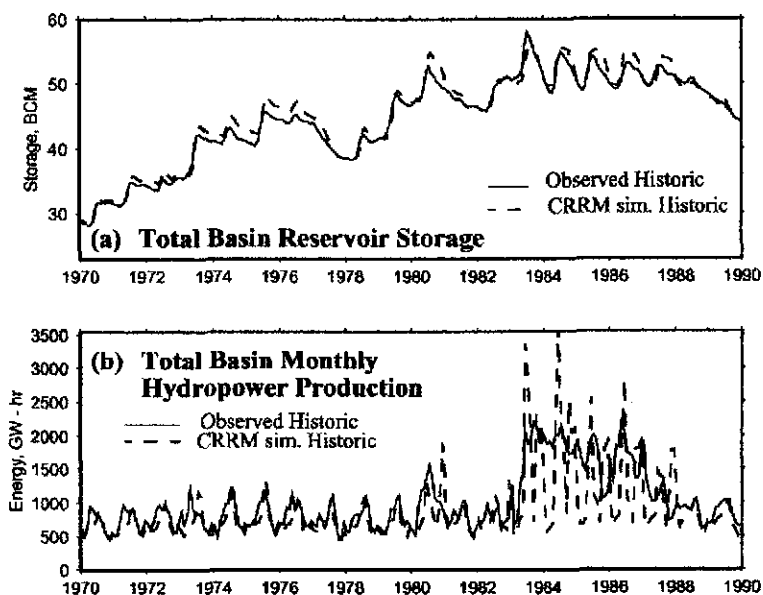 60
50
40
30
Storage, BCM
Observed Historic
CRRM sim. Historic
(a) Total Basin Reservoir Storage
1970 1972 1974 1976 1978 1980 1982 1984 1986 1988 1990
3500
3000
2500
2000
1500
1000
500
0
Energy, GW - hr
(b) Total Basin Monthly
Hydropower Production
Observed Historic
CRRM sim. Historic
1970 1972 1974 1976 1978 1980 1982 1984 1986 1988 1990